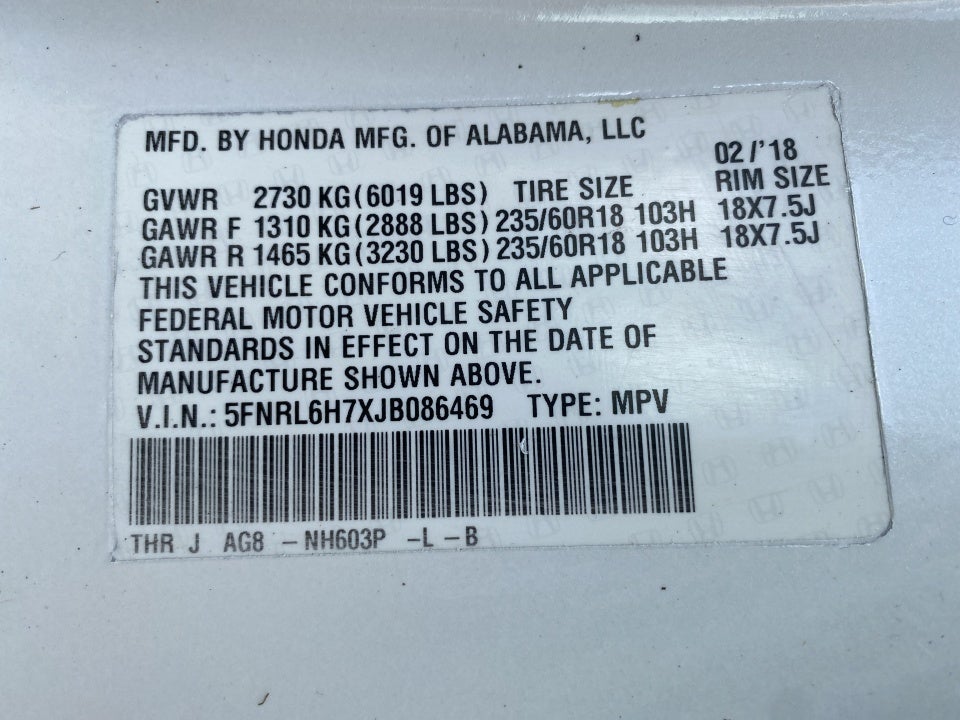 MFD. BY HONDA MFG. OF ALABAMA, LLC
02/'18
GVWR 2730 KG(6019 LBS) TIRE SIZE RIM SIZE
GAWR F 1310 KG(2888 LBS) 235/60R18 103H 18X7.5J
GAWR R 1465 KG(3230 LBS) 235/60R18 103H 18X7.5J
THIS VEHICLE CONFORMS TO ALL APPLICABLE
FEDERAL MOTOR VEHICLE SAFETY
STANDARDS IN EFFECT ON THE DATE OF
MANUFACTURE SHOWN ABOVE.
V.I.N.: 5FNRL6H7XJB086469 TYPE: MPV
THR J AG8 -NH603P -L -B